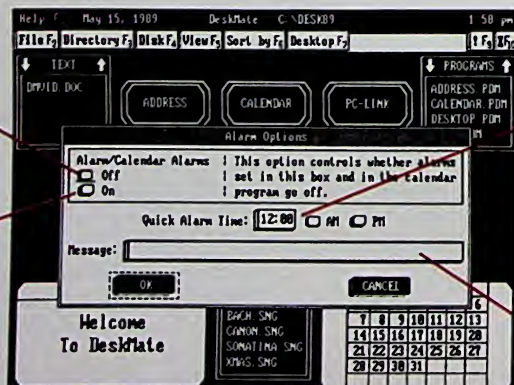 Help F1 May 15, 1989 DeskMate C:\DESK89 1 58 pm
File F2 Directory F3 Disk F4 View F5 Sort by F6 Desktop F7
TEXT
DMPJID.DOC
ADDRESS
CALENDAR
PC-LINK
PROGRAMS
ADDRESS.PDM
CALENDAR.PDM
DESKTOP.PDM
Alarm Options
Alarm/Calendar Alarms
Off
On
This option controls whether alarms
set in this box and in the calendar
program go off.
Quick Alarm Time: 12:00 AM PM
Message:
OK
CANCEL
Welcome
To DeskMate
BACH.SNG
CANON.SNG
SONATINA.SNG
XMAS.SNG
6
7 8 9 10 11 12 13
14 15 16 17 18 19 20
21 22 23 24 25 26 27
28 29 30 31